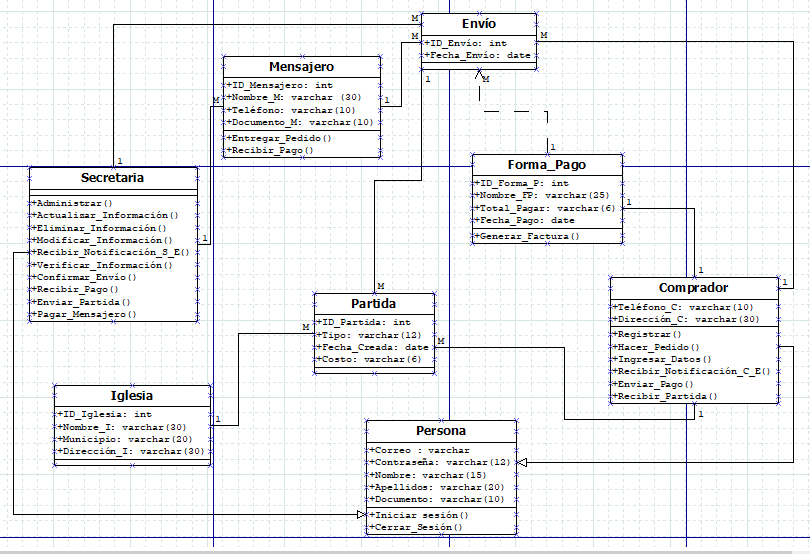 Envío
+ID_Envío: int
+Fecha_Envío: date
M
M
M
1
M
Mensajero
+ID_Mensajero: int
+Nombre_M: varchar (30)
+Teléfono: varchar(10)
+Documento_M: varchar(10)
+Entregar_Pedido()
+Recibir_Pago()
M
1
Forma_Pago
+ID_Forma_P: int
+Nombre_FP: varchar(25)
+Total_Pagar: varchar(6)
+Fecha_Pago: date
+Generar_Factura()
1
1
Secretaria
+Administrar()
+Actualizar_Información()
+Eliminar_Información()
+Modificar_Información()
+Recibir_Notificación_S_E()
+Verificar_Información()
+Confirmar_Envío()
+Recibir_Pago()
+Enviar_Partida()
+Pagar_Mensajero()
1
1
Comprador
+Teléfono_C: varchar(10)
+Dirección_C: varchar(30)
+Registrar()
+Hacer_Pedido()
+Ingresar_Datos()
+Recibir_Notificación_C_E()
+Enviar_Pago()
+Recibir_Partida()
1
1
1
Partida
+ID_Partida: int
+Tipo: varchar(12)
+Fecha_Creada: date
+Costo: varchar(6)
M
M
M
Iglesia
+ID_Iglesia: int
+Nombre_I: varchar(30)
+Municipio: varchar(20)
+Dirección_I: varchar(30)
1
Persona
+Correo : varchar
+Contraseña: varchar(12)
+Nombre: varchar(15)
+Apellidos: varchar(20)
+Documento: varchar(10)
+Iniciar sesión()
+Cerrar_Sesión()